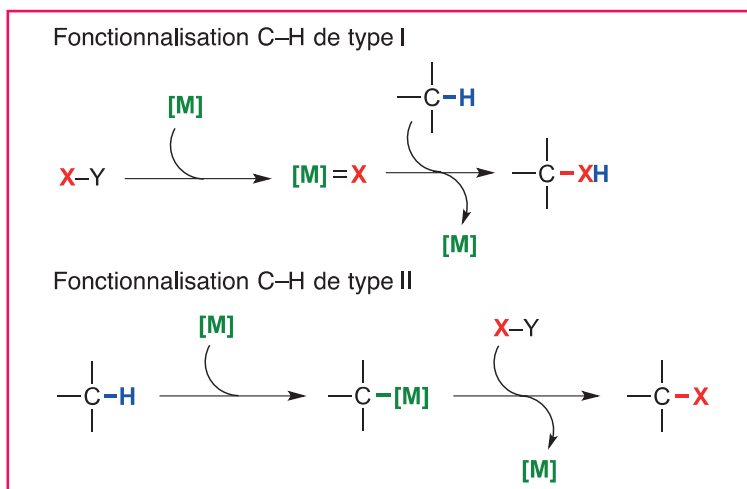 Fonctionnalisation C–H de type I
[M]
C–H
X–Y
[M]=X
C–XH
[M]
Fonctionnalisation C–H de type II
[M]
X–Y
C–H
C–[M]
C–X
[M]